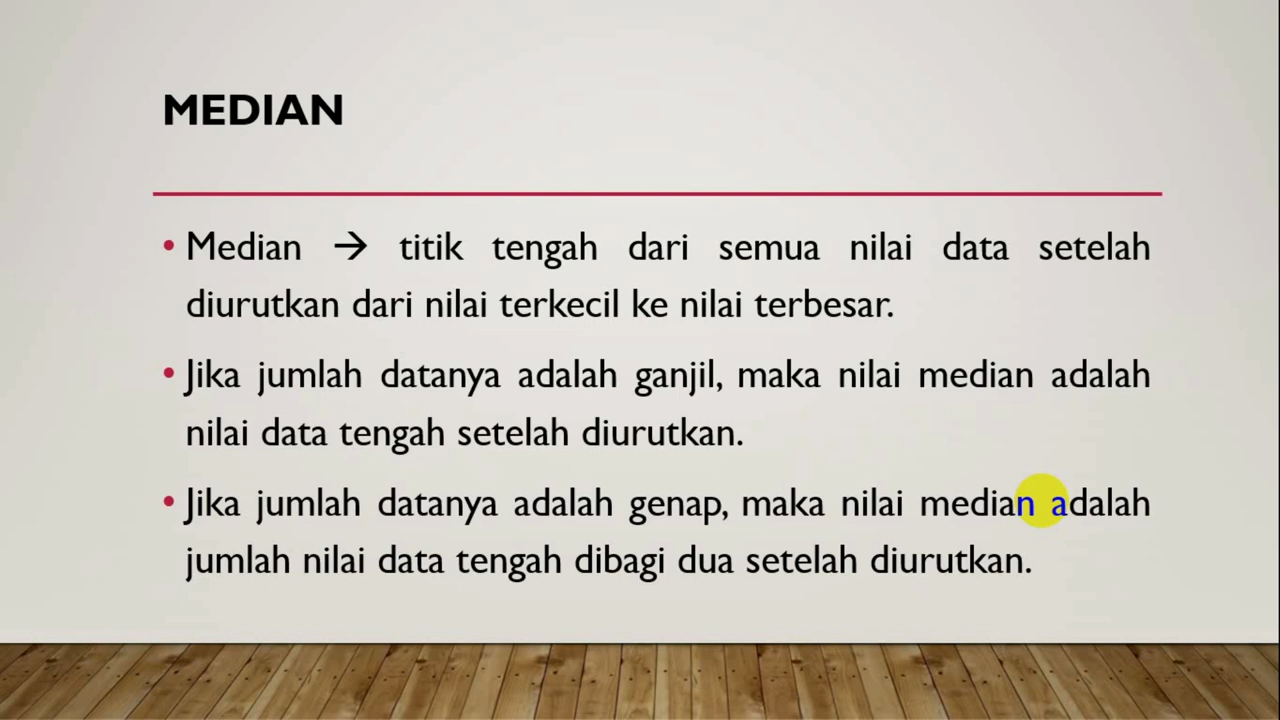 MEDIAN
• Median → titik tengah dari semua nilai data setelah
diurutkan dari nilai terkecil ke nilai terbesar.
• Jika jumlah datanya adalah ganjil, maka nilai median adalah
nilai data tengah setelah diurutkan.
• Jika jumlah datanya adalah genap, maka nilai median adalah
jumlah nilai data tengah dibagi dua setelah diurutkan.